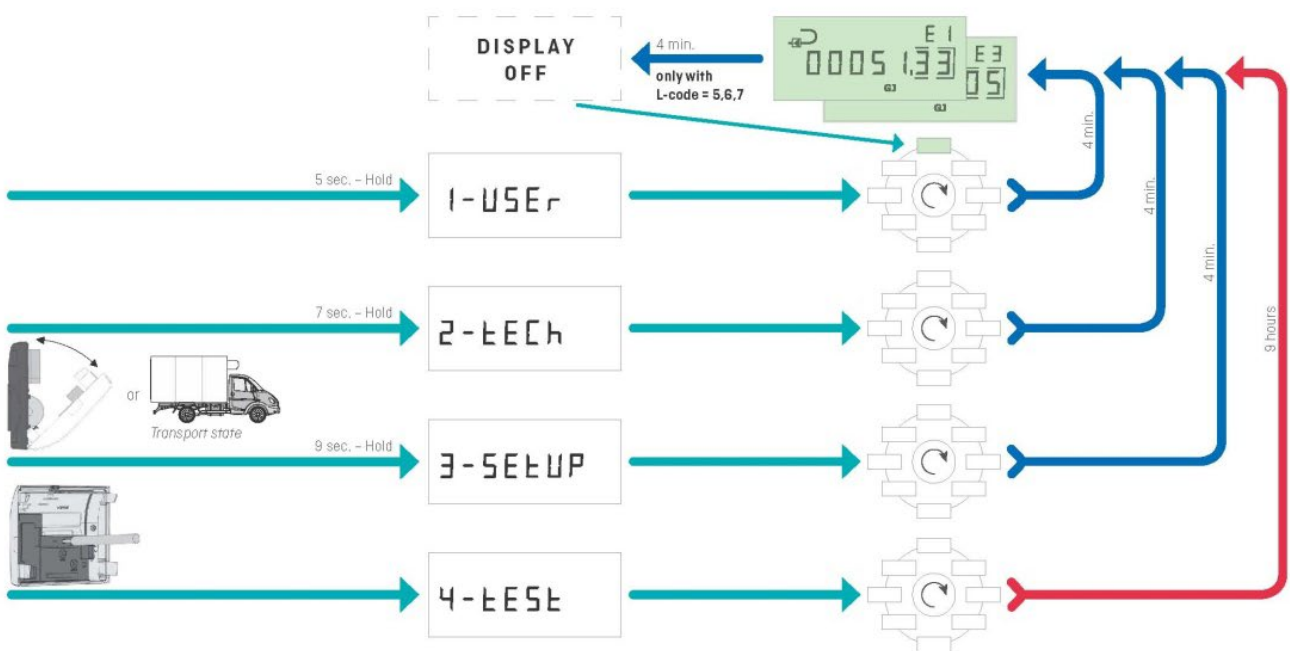 DISPLAY
OFF
4 min.
only with
L-code = 5,6,7
E1
00051,33
GJ
E3
05
GJ
5 sec. – Hold
1-USEr
4 min.
7 sec. – Hold
2-tECh
4 min.
or
Transport state
9 sec. – Hold
3-SEtUP
4 min.
4-tESt
9 hours